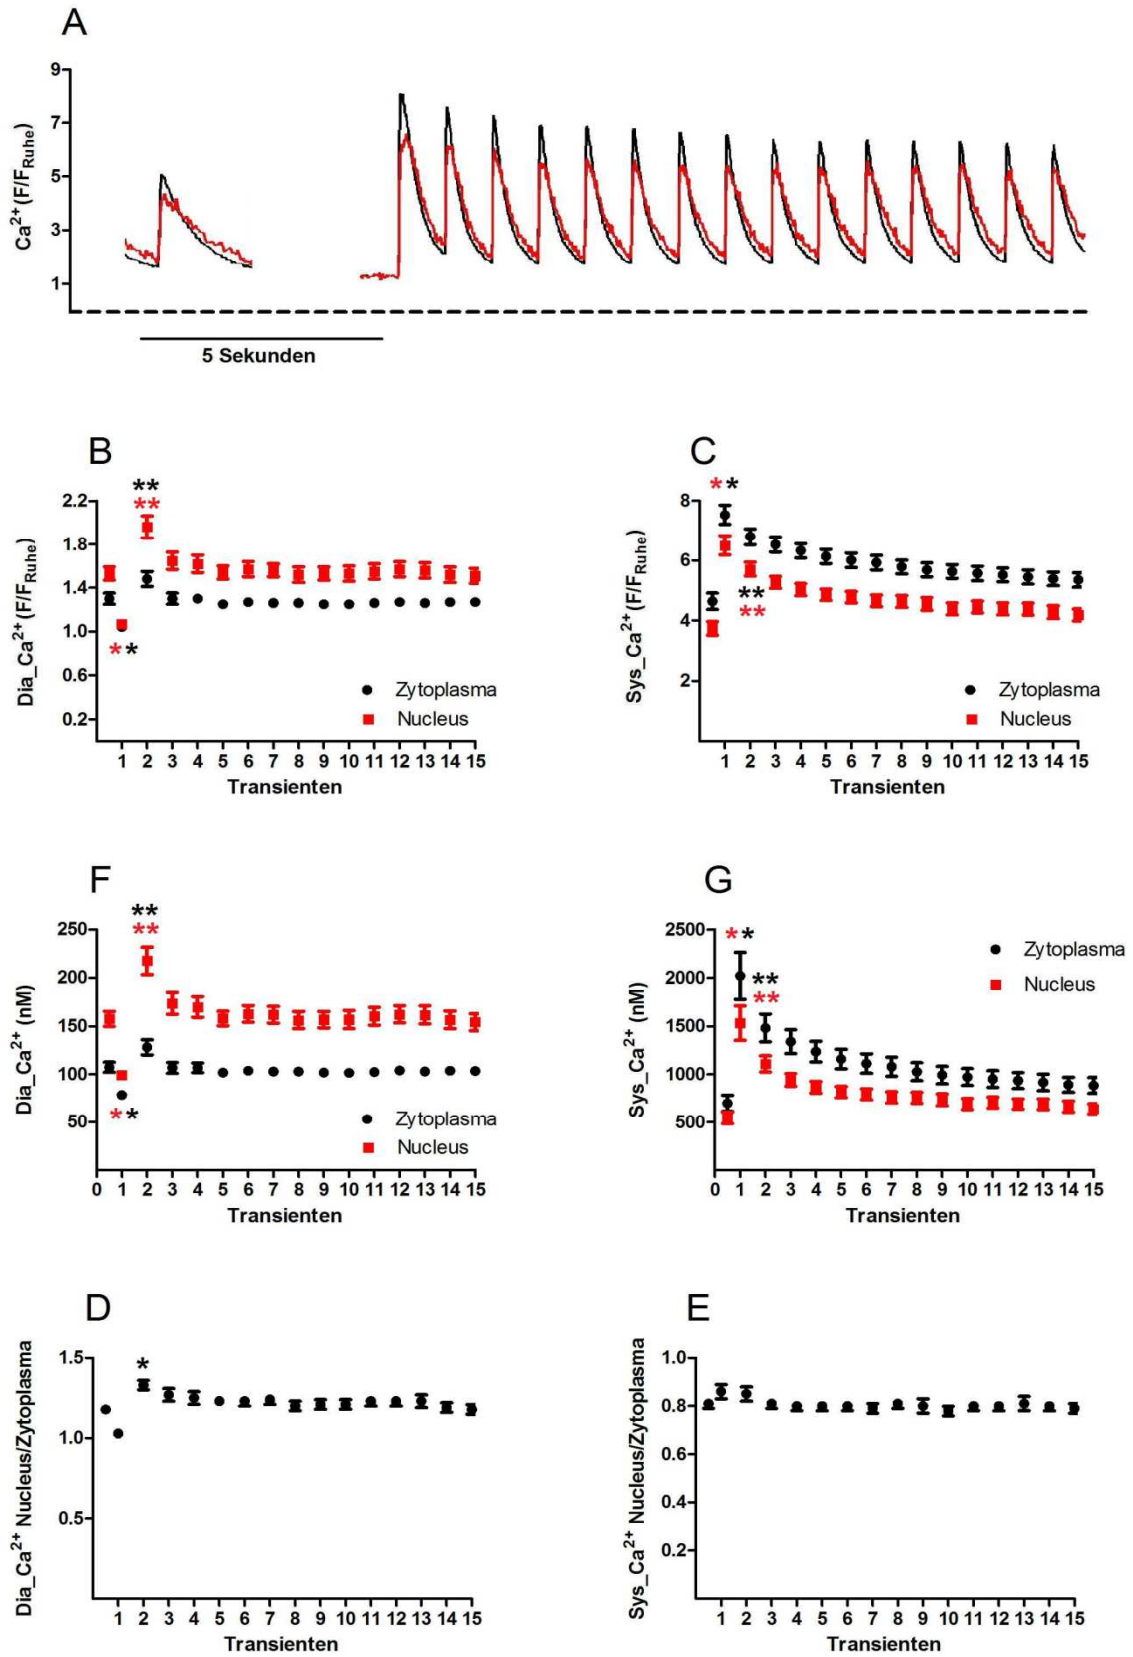 A
Ca²⁺ (F/F_Ruhe)
9
7
5
3
1
5 Sekunden
B
Dia_Ca²⁺ (F/F_Ruhe)
2.2
1.8
1.4
1.0
0.6
0.2
**
**
* *
Zytoplasma
Nucleus
1 2 3 4 5 6 7 8 9 10 11 12 13 14 15
Transienten
C
Sys_Ca²⁺ (F/F_Ruhe)
8
6
4
2
* *
**
**
Zytoplasma
Nucleus
1 2 3 4 5 6 7 8 9 10 11 12 13 14 15
Transienten
F
Dia_Ca²⁺ (nM)
250
200
150
100
50
**
**
* *
Zytoplasma
Nucleus
0 1 2 3 4 5 6 7 8 9 10 11 12 13 14 15
Transienten
G
Sys_Ca²⁺ (nM)
2500
2000
1500
1000
500
* *
**
**
Zytoplasma
Nucleus
0 1 2 3 4 5 6 7 8 9 10 11 12 13 14 15
Transienten
D
Dia_Ca²⁺ Nucleus/Zytoplasma
1.5
1.0
0.5
*
1 2 3 4 5 6 7 8 9 10 11 12 13 14 15
Transienten
E
Sys_Ca²⁺ Nucleus/Zytoplasma
1.0
0.8
0.6
0.4
0.2
1 2 3 4 5 6 7 8 9 10 11 12 13 14 15
Transienten